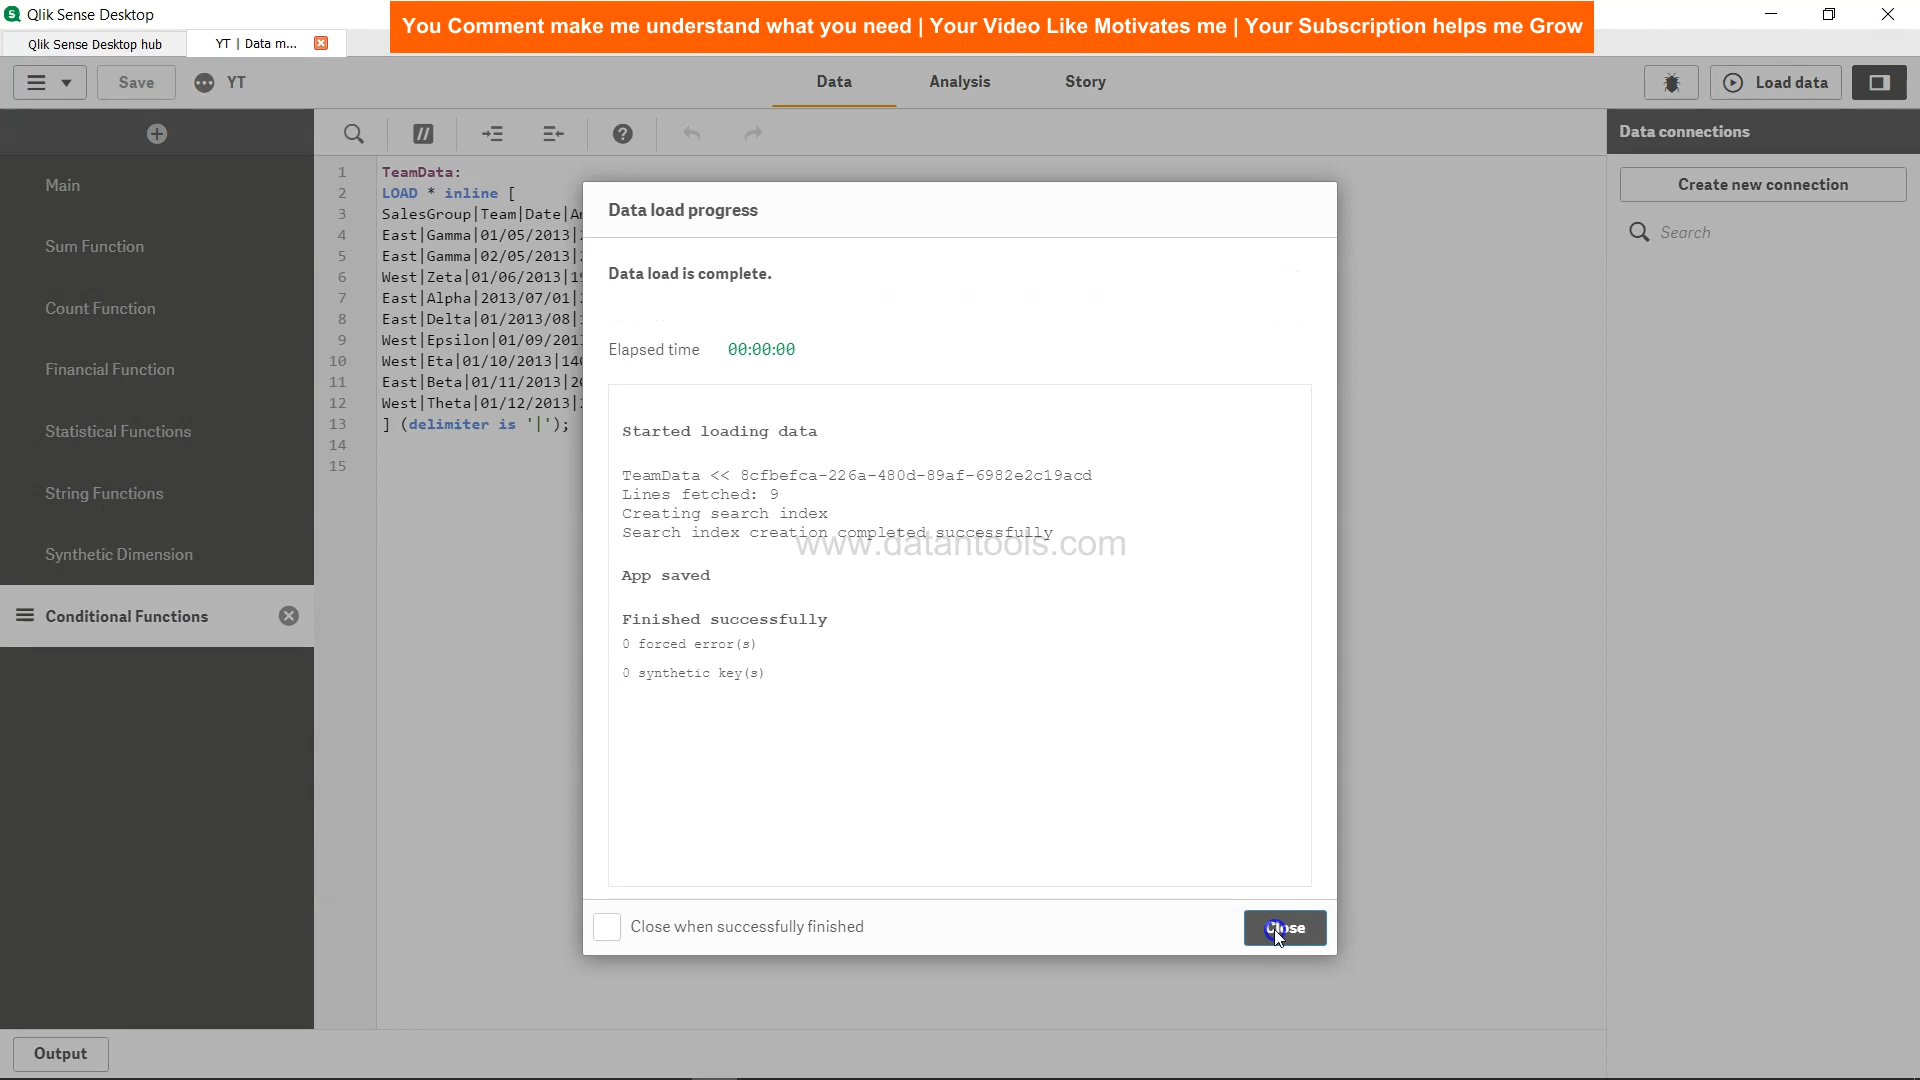 Qlik Sense Desktop
You Comment make me understand what you need | Your Video Like Motivates me | Your Subscription helps me Grow
Qlik Sense Desktop hub
YT | Data m...
Save
YT
Data
Analysis
Story
Load data
Main
Sum Function
Count Function
Financial Function
Statistical Functions
String Functions
Synthetic Dimension
Conditional Functions
1 TeamData:
2 LOAD * inline [
3 SalesGroup|Team|Date|
4 East|Gamma|01/05/2013|
5 East|Gamma|02/05/2013|
6 West|Zeta|01/06/2013|
7 East|Alpha|2013/07/01|
8 East|Delta|01/2013/08|
9 West|Epsilon|01/09/
10 West|Eta|01/10/2013|
11 East|Beta|01/11/2013|
12 West|Theta|01/12/2013|
13 ] (delimiter is '|');
14
15
Data load progress
Data load is complete.
Elapsed time 00:00:00
Started loading data
TeamData << 8cfbefca-226a-480d-89af-6982e2c19acd
Lines fetched: 9
Creating search index
Search index creation completed successfully
www.datantools.com
App saved
Finished successfully
0 forced error(s)
0 synthetic key(s)
Close when successfully finished
Close
Data connections
Create new connection
Search
Output